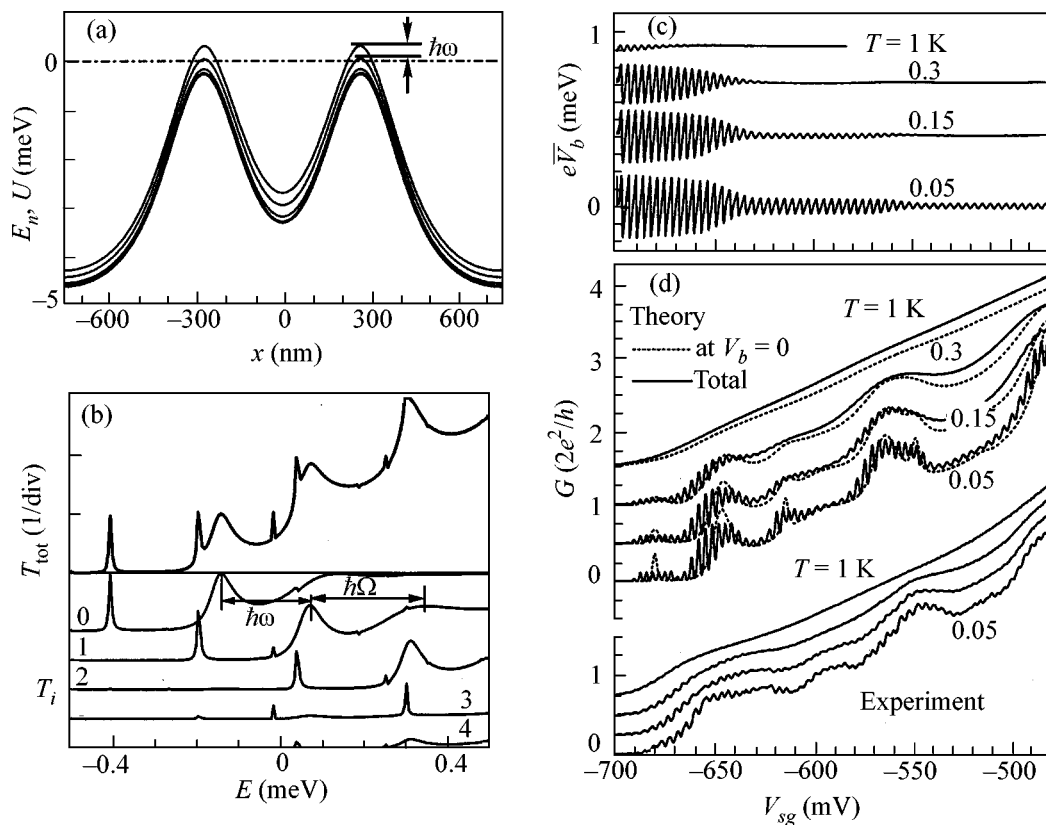 (a)
ħω
0
−5
E_n, U (meV)
−600
−300
0
300
600
x (nm)
(b)
T_tot (1/div)
ħΩ
ħω
0
1
2
3
4
T_i
−0.4
0
0.4
E (meV)
(c)
1
T = 1 K
0.3
0.15
0.05
0
eV̅_b (meV)
(d)
4
T = 1 K
Theory
at V_b = 0
Total
0.3
3
0.15
2
0.05
1
0
G (2e²/h)
T = 1 K
0.05
1
Experiment
0
−700
−650
−600
−550
−500
V_sg (mV)